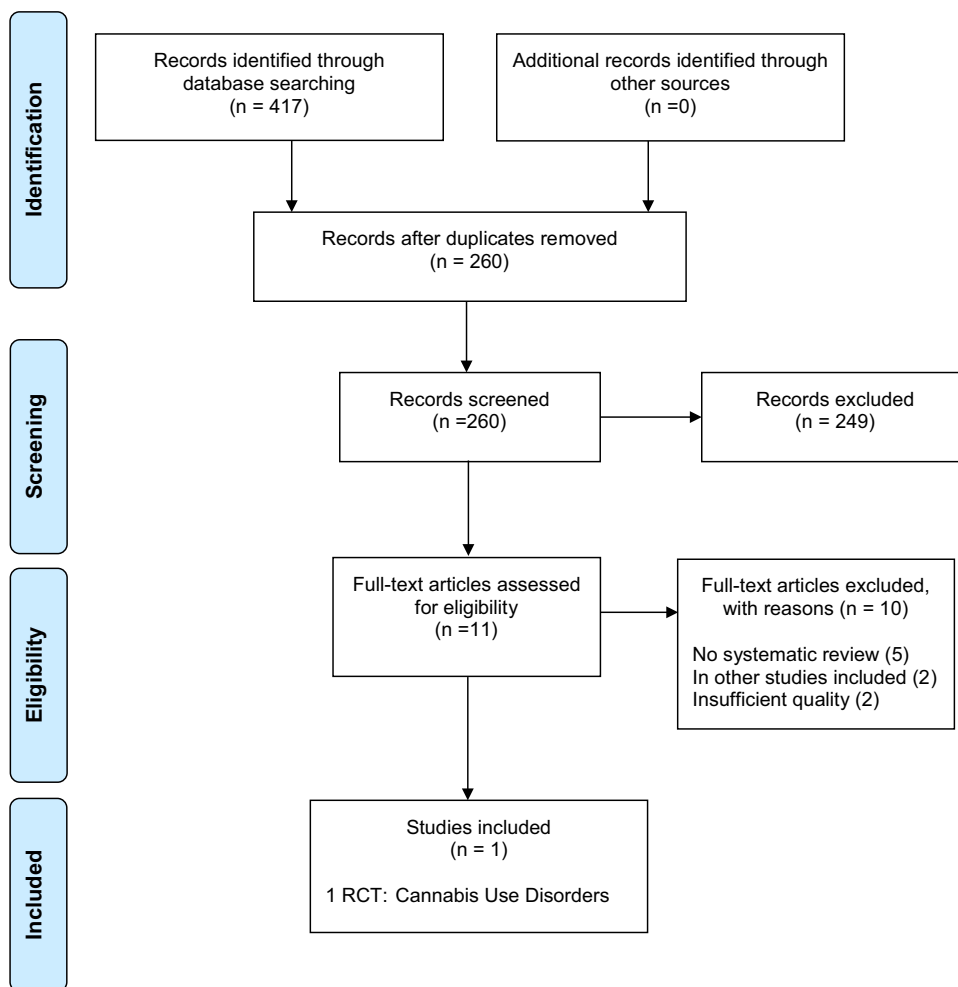 Identification
Records identified through
database searching
(n = 417)
Additional records identified through
other sources
(n =0)
Records after duplicates removed
(n = 260)
Screening
Records screened
(n =260)
Records excluded
(n = 249)
Eligibility
Full-text articles assessed
for eligibility
(n =11)
Full-text articles excluded,
with reasons (n = 10)
No systematic review (5)
In other studies included (2)
Insufficient quality (2)
Included
Studies included
(n = 1)
1 RCT: Cannabis Use Disorders